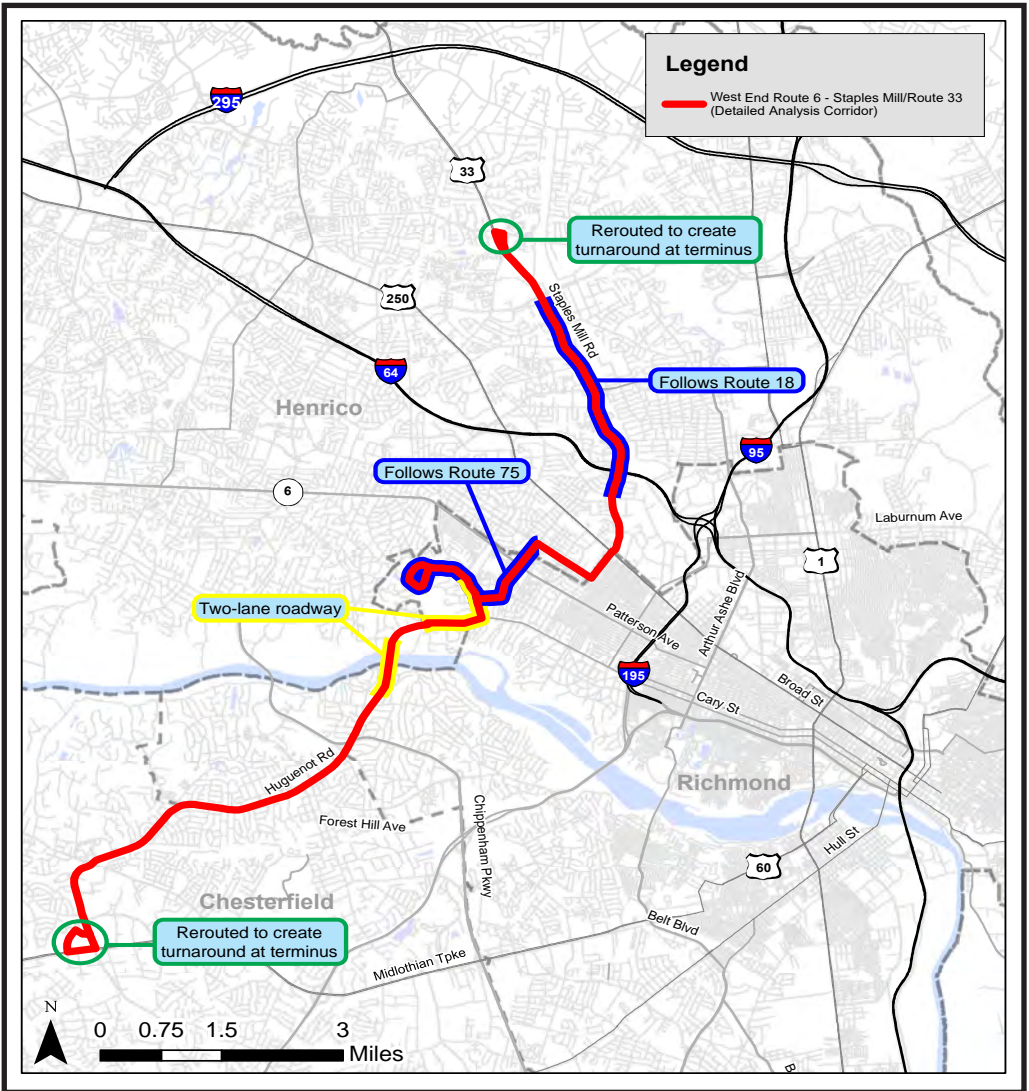 Legend
West End Route 6 - Staples Mill/Route 33
(Detailed Analysis Corridor)
295
33
Rerouted to create
turnaround at terminus
250
Staples Mill Rd
64
Follows Route 18
Henrico
95
Follows Route 75
6
Laburnum Ave
1
Two-lane roadway
Patterson Ave
Arthur Ashe Blvd
195
Broad St
Cary St
Huguenot Rd
Richmond
Chippenham Pkwy
Forest Hill Ave
Hull St
60
Chesterfield
Belt Blvd
Rerouted to create
turnaround at terminus
Midlothian Tpke
N
0 0.75 1.5 3
Miles
B